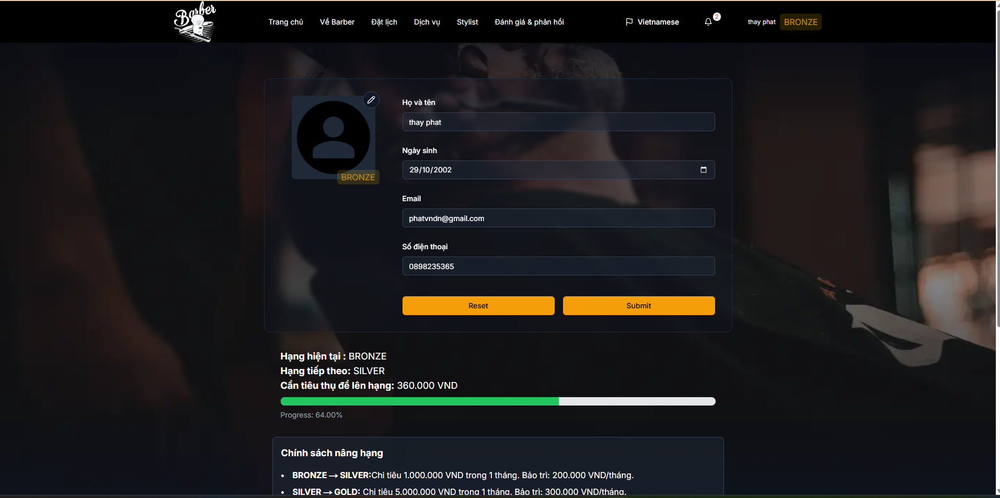 Barber
Trang chủ Về Barber Đặt lịch Dịch vụ Stylist Đánh giá & phản hồi Vietnamese 2 thay phat BRONZE
Họ và tên
thay phat
Ngày sinh
29/10/2002
BRONZE
Email
phatvndn@gmail.com
Số điện thoại
0898235365
Reset Submit
Hạng hiện tại : BRONZE
Hạng tiếp theo: SILVER
Cần tiêu thụ để lên hạng: 360.000 VND
Progress: 64.00%
Chính sách nâng hạng
• BRONZE → SILVER:Chi tiêu 1.000.000 VND trong 1 tháng. Bảo trì: 200.000 VND/tháng.
• SILVER → GOLD: Chi tiêu 5.000.000 VND trong 1 tháng. Bảo trì: 300.000 VND/tháng.